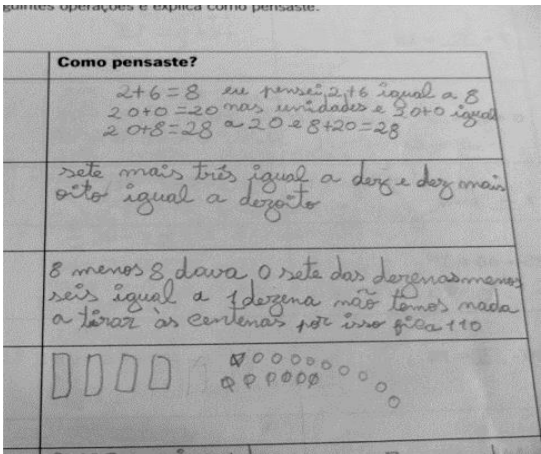 guintes operações e explica como pensaste.
Como pensaste?
2+6=8 eu pensei 2+6 igual a 8
20+0=20 nas unidades e 20+0 igual
20+8=28 a 20 e 8+20=28
sete mais três igual a dez e dez mais
oito igual a dezoito
8 menos 8 dava 0 sete das dezenas menos
seis igual a 1 dezena não temos nada
a tirar às centenas por isso fica 110